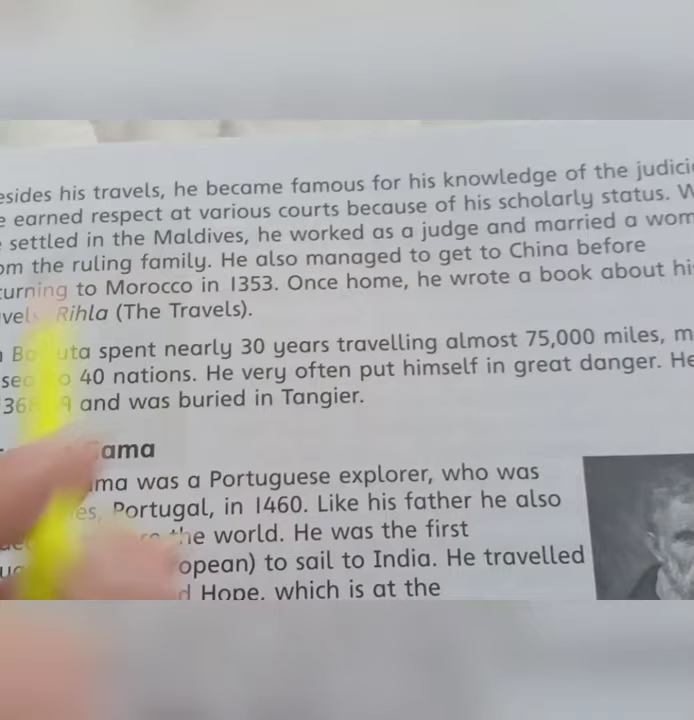 esides his travels, he became famous for his knowledge of the judici
e earned respect at various courts because of his scholarly status. W
settled in the Maldives, he worked as a judge and married a wom
om the ruling family. He also managed to get to China before
turning to Morocco in 1353. Once home, he wrote a book about his
Rihla (The Travels).
uta spent nearly 30 years travelling almost 75,000 miles, m
40 nations. He very often put himself in great danger. He
and was buried in Tangier.
ama
ma was a Portuguese explorer, who was
es, Portugal, in 1460. Like his father he also
the world. He was the first
opean) to sail to India. He travelled
d Hope, which is at the